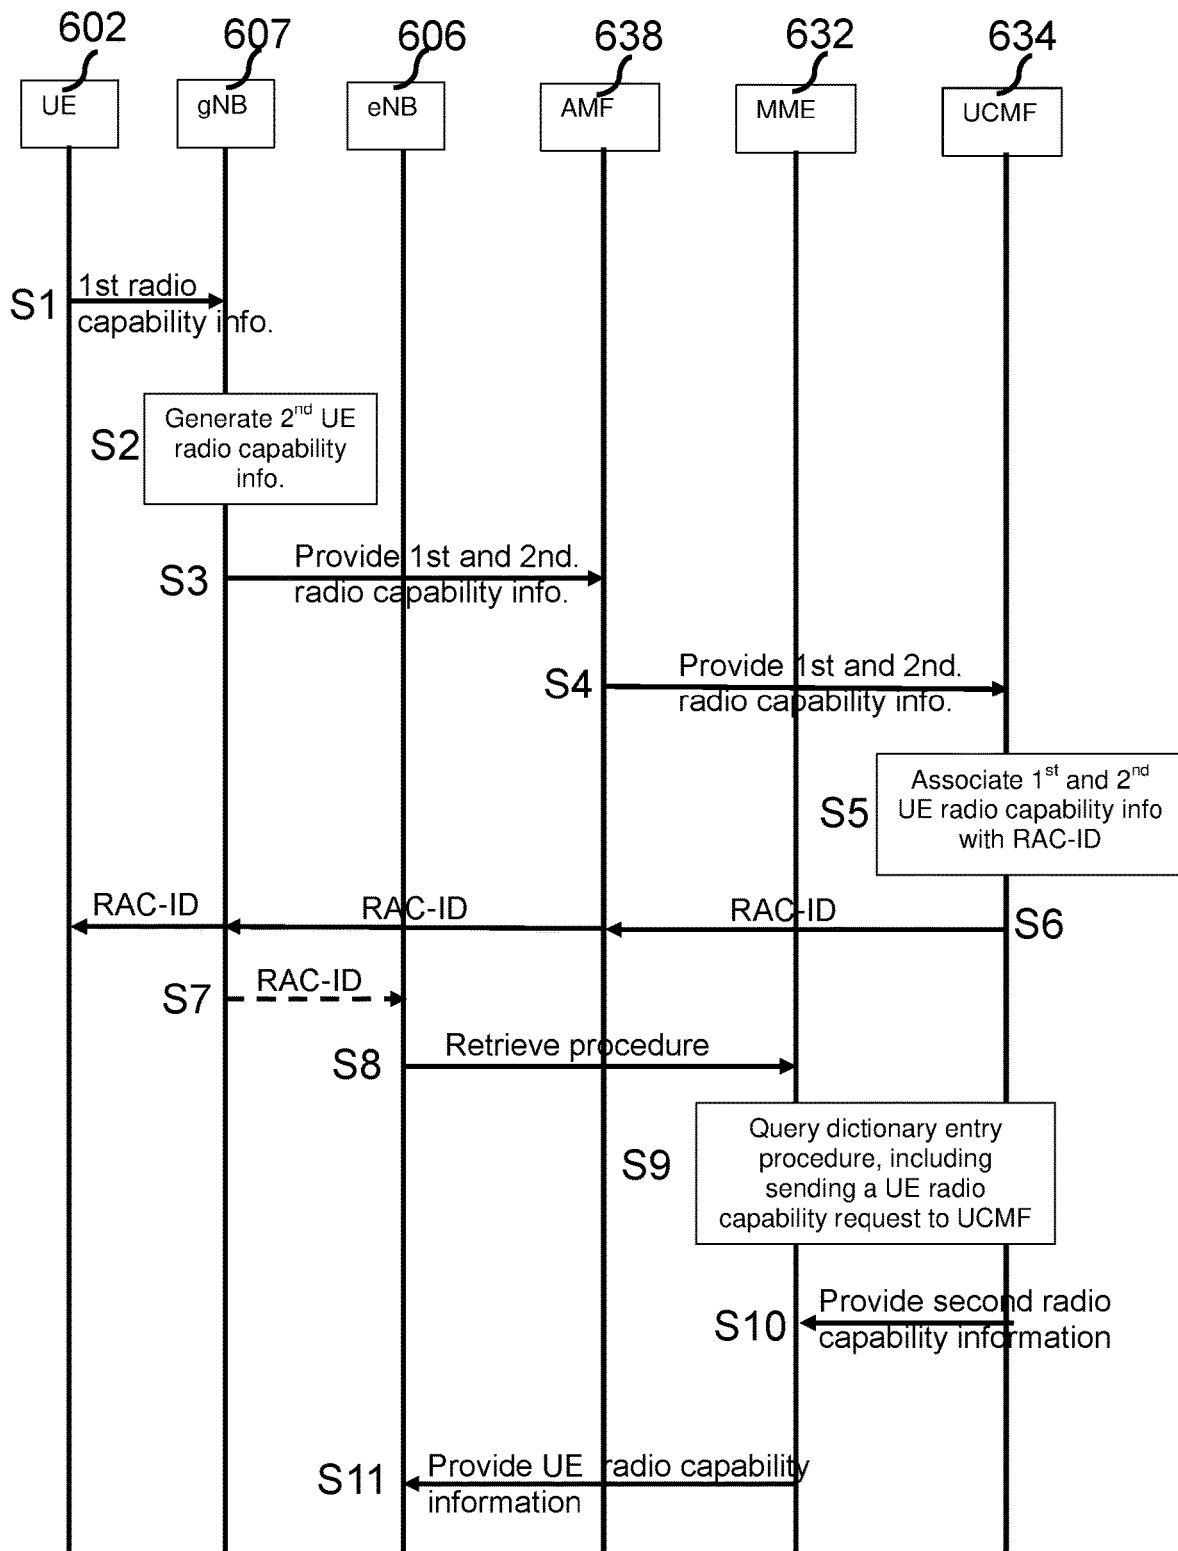 602
607
606
638
632
634
UE
gNB
eNB
AMF
MME
UCMF
S1
1st radio
capability info.
S2
Generate 2nd UE
radio capability
info.
S3
Provide 1st and 2nd.
radio capability info.
S4
Provide 1st and 2nd.
radio capability info.
S5
Associate 1st and 2nd
UE radio capability info
with RAC-ID
RAC-ID
RAC-ID
RAC-ID
S6
S7
RAC-ID
S8
Retrieve procedure
S9
Query dictionary entry
procedure, including
sending a UE radio
capability request to UCMF
S10
Provide second radio
capability information
S11
Provide UE radio capability
information